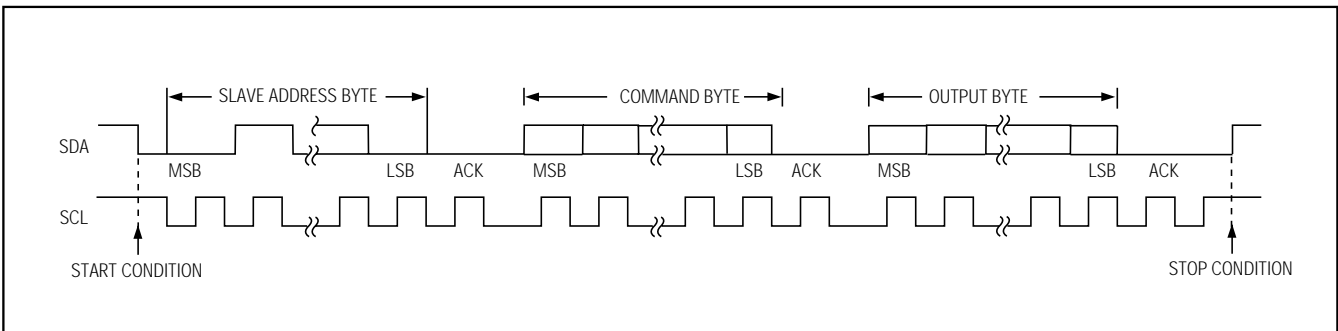 SLAVE ADDRESS BYTE COMMAND BYTE OUTPUT BYTE
SDA
MSB LSB ACK MSB LSB ACK MSB LSB ACK
SCL
START CONDITION STOP CONDITION